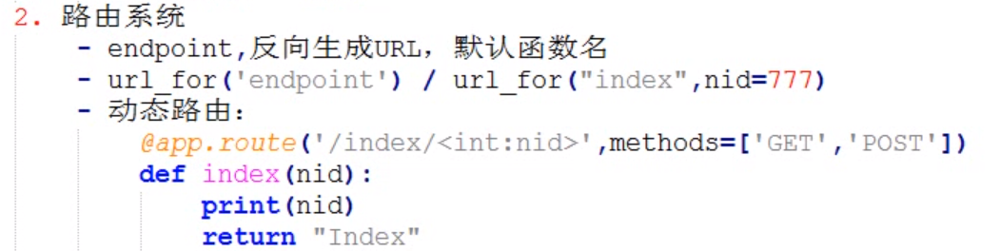 2. 路由系统
- endpoint,反向生成URL，默认函数名
- url_for('endpoint') / url_for("index",nid=777)
- 动态路由：
@app.route('/index/<int:nid>',methods=['GET','POST'])
def index(nid):
print(nid)
return "Index"